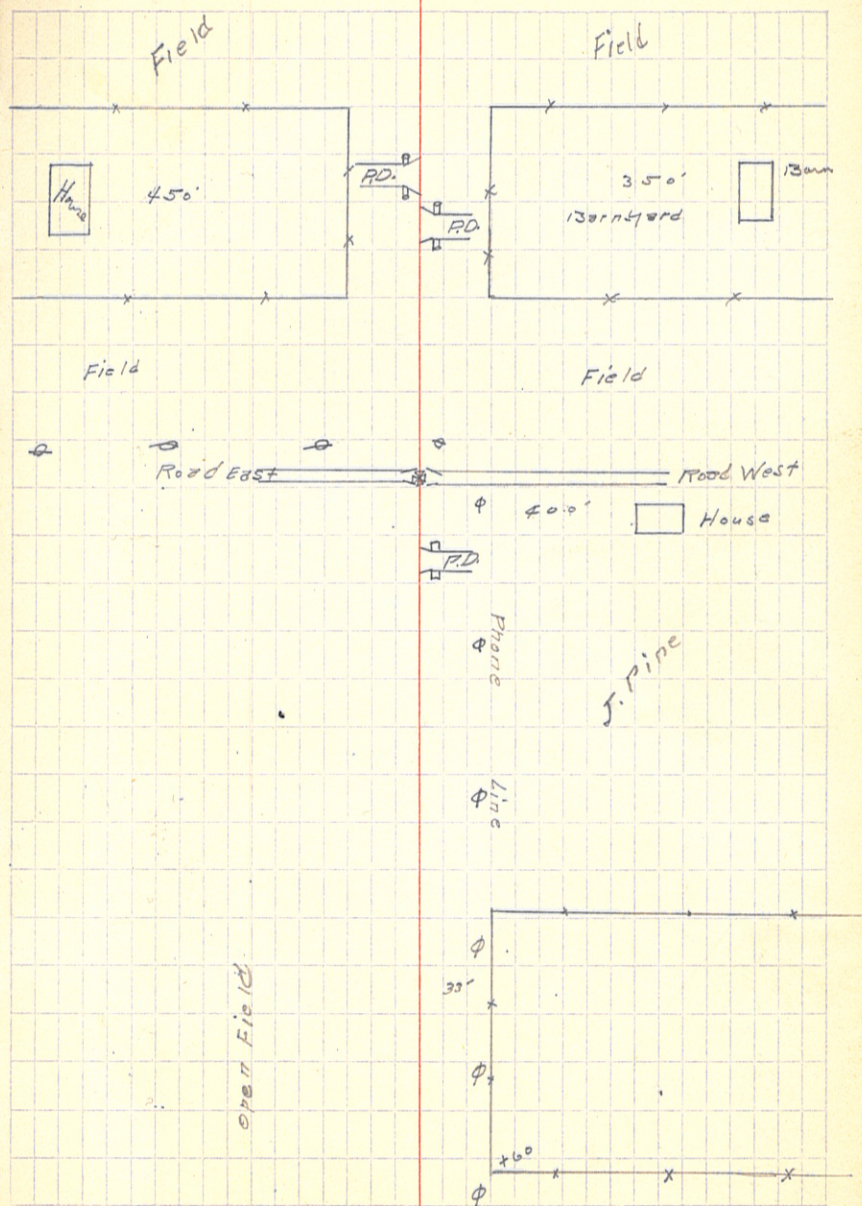 Field
Field
House
450'
P.D.
P.D.
350'
Barn
Barnyard
Field
Field
Road East
Road West
400'
House
P.D.
Phone
Line
J. Pine
Open Field
33'
+60